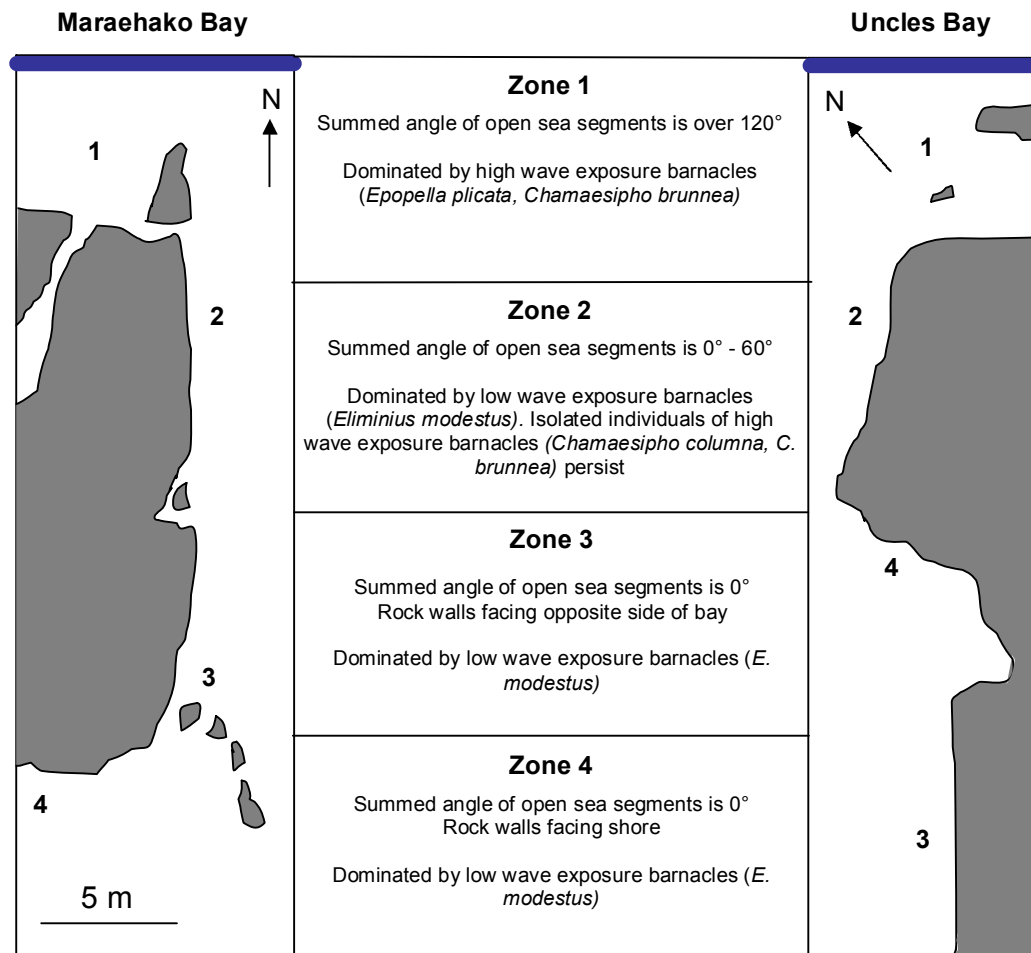 Maraehako Bay
Uncles Bay
N
1
2
3
4
5 m
Zone 1
Summed angle of open sea segments is over 120°
Dominated by high wave exposure barnacles
(Epopella plicata, Chamaesipho brunnea)
Zone 2
Summed angle of open sea segments is 0° - 60°
Dominated by low wave exposure barnacles
(Eliminius modestus). Isolated individuals of high
wave exposure barnacles (Chamaesipho columna, C.
brunnea) persist
Zone 3
Summed angle of open sea segments is 0°
Rock walls facing opposite side of bay
Dominated by low wave exposure barnacles (E.
modestus)
Zone 4
Summed angle of open sea segments is 0°
Rock walls facing shore
Dominated by low wave exposure barnacles (E.
modestus)
N
1
2
4
3